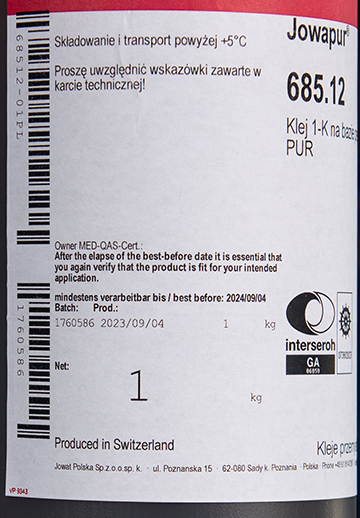 Jowapur®
Składowanie i transport powyżej +5°C
Proszę uwzględnić wskazówki zawarte w
karcie technicznej!
685.12
Klej 1-K na bazie
PUR
68512-01PL
Owner MED-QAS-Cert.:
After the elapse of the best-before date it is essential that
you again verify that the product is fit for your intended
application.
mindestens verarbeitbar bis / best before: 2024/09/04
Batch: Prod.:
1760586 2023/09/04 1 kg
1760586
interseroh
GA
86859
Net:
1 kg
Produced in Switzerland
Kleje
Jowat Polska Sp.z.o.o.sp. k. · ul. Poznanska 15 · 62-080 Sady k. Poznania · Polska · Phone
VP 9343